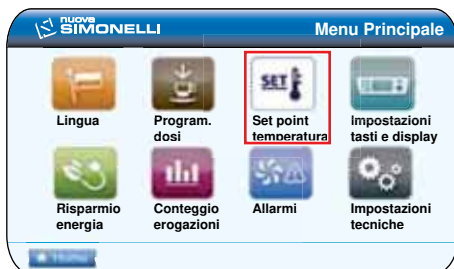 nuova
SIMONELLI
Menu Principale
SET
Lingua
Program.
dosi
Set point
temperatura
Impostazioni
tasti e display
Risparmio
energia
Conteggio
erogazioni
Allarmi
Impostazioni
tecniche
Home